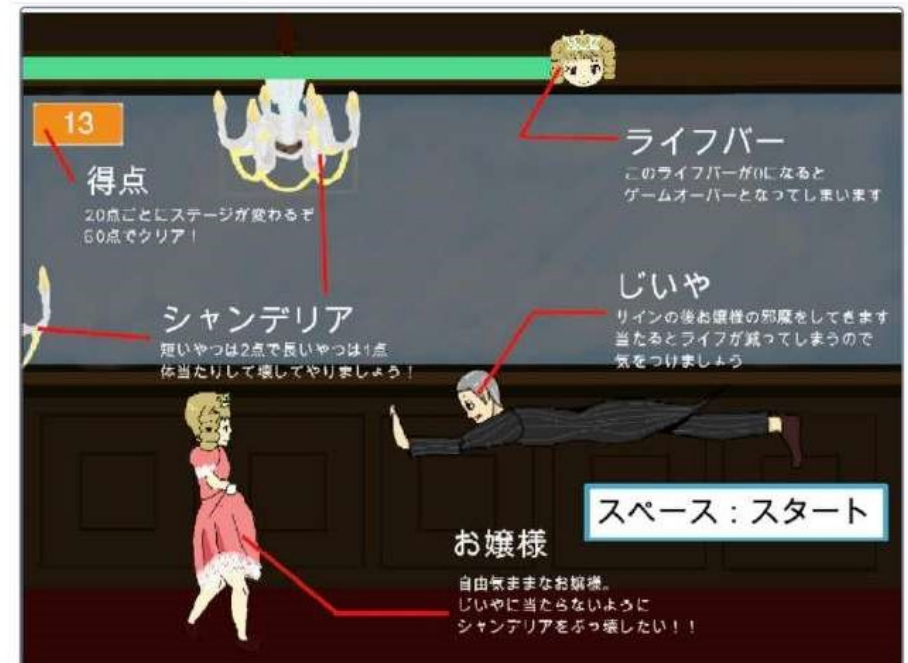 13
得点
20点ごとにステージが変わるぞ
60点でクリア！
ライフバー
このライフバーが0になると
ゲームオーバーとなってしまいます
シャンデリア
短いやつは2点で長いやつは1点
体当たりして壊してやりましょう！
じいや
サインの後お嬢様の邪魔をしてきます
当たるとライフが減ってしまうので
気をつけましょう
スペース：スタート
お嬢様
自由気ままなお嬢様。
じいやに当たらないように
シャンデリアをぶっ壊したい！！